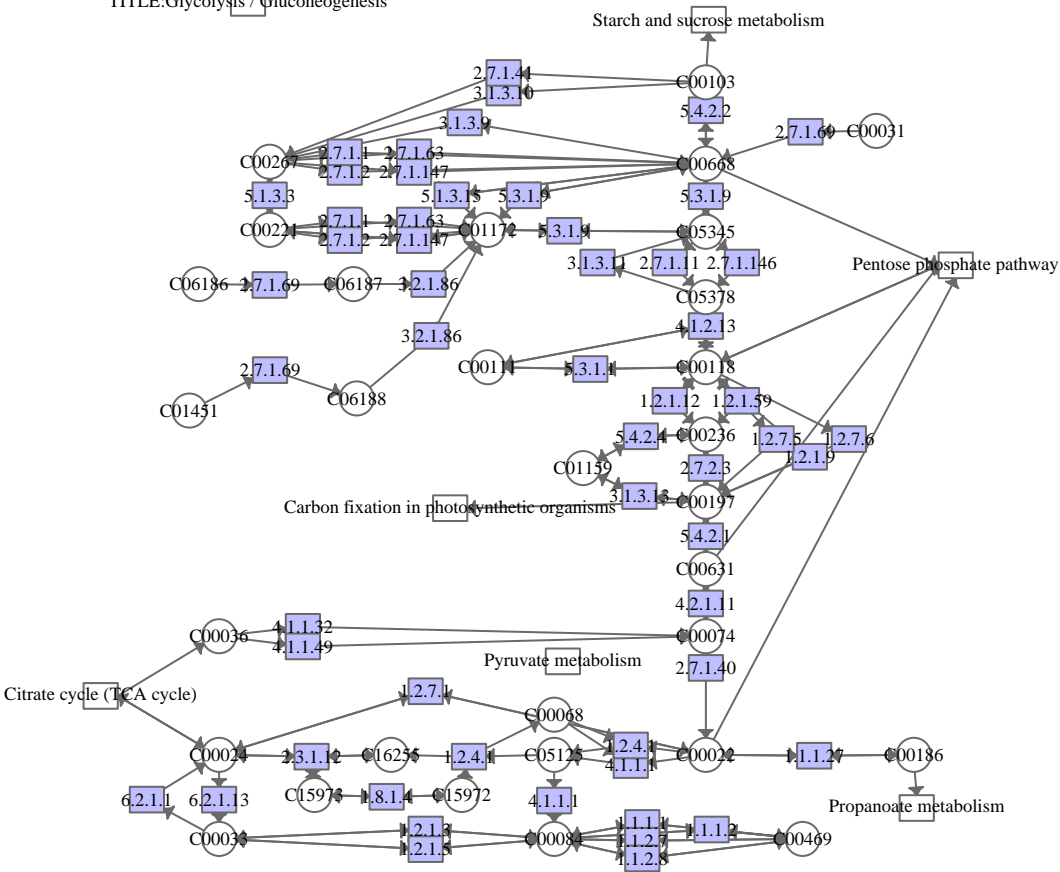 TITLE:Glycolysis / Gluconeogenesis
Starch and sucrose metabolism
2.7.1.41
C00103
3.1.3.10
5.4.2.2
3.1.3.9
2.7.1.69
C00031
2.7.1.1
2.7.1.63
C00267
C00668
2.7.1.2
2.7.1.147
5.1.3.3
5.1.3.15
5.3.1.9
5.3.1.9
2.7.1.1
2.7.1.63
C00221
C01172
5.3.1.9
C05345
2.7.1.2
2.7.1.147
3.1.3.11
2.7.1.11
2.7.1.146
Pentose phosphate pathway
C06186
2.7.1.69
C06187
3.2.1.86
C05378
3.2.1.86
4.1.2.13
C00111
5.3.1.1
C00118
2.7.1.69
C06188
1.2.1.12
1.2.1.59
C01451
5.4.2.4
C00236
1.2.7.5
1.2.7.6
1.2.1.9
C01159
2.7.2.3
3.1.3.13
C00197
Carbon fixation in photosynthetic organisms
5.4.2.1
C00631
4.2.1.11
4.1.1.32
C00036
C00074
4.1.1.49
Pyruvate metabolism
2.7.1.40
Citrate cycle (TCA cycle)
1.2.7.1
C00068
1.2.4.1
C00024
2.3.1.12
C16255
1.2.4.1
C05125
C00022
1.1.1.27
C00186
4.1.1.1
C15973
1.8.1.4
C15972
6.2.1.1
6.2.1.13
4.1.1.1
Propanoate metabolism
1.2.1.3
1.1.1.1
1.1.1.2
C00033
C00084
1.1.2.7
C00469
1.2.1.5
1.1.2.8